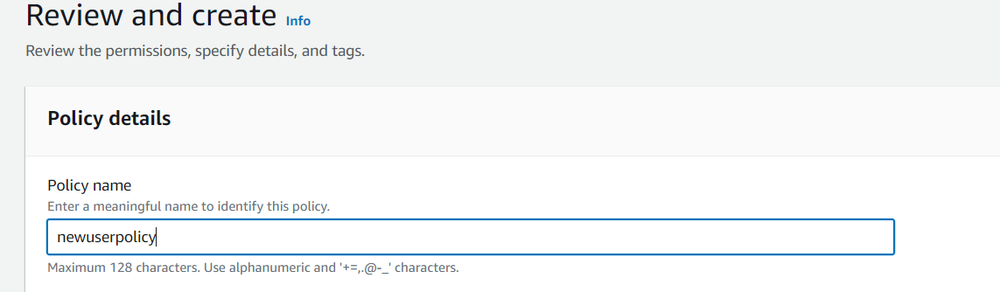 Review and create Info
Review the permissions, specify details, and tags.
Policy details
Policy name
Enter a meaningful name to identify this policy.
newuserpolicy
Maximum 128 characters. Use alphanumeric and '+=,.@-_' characters.